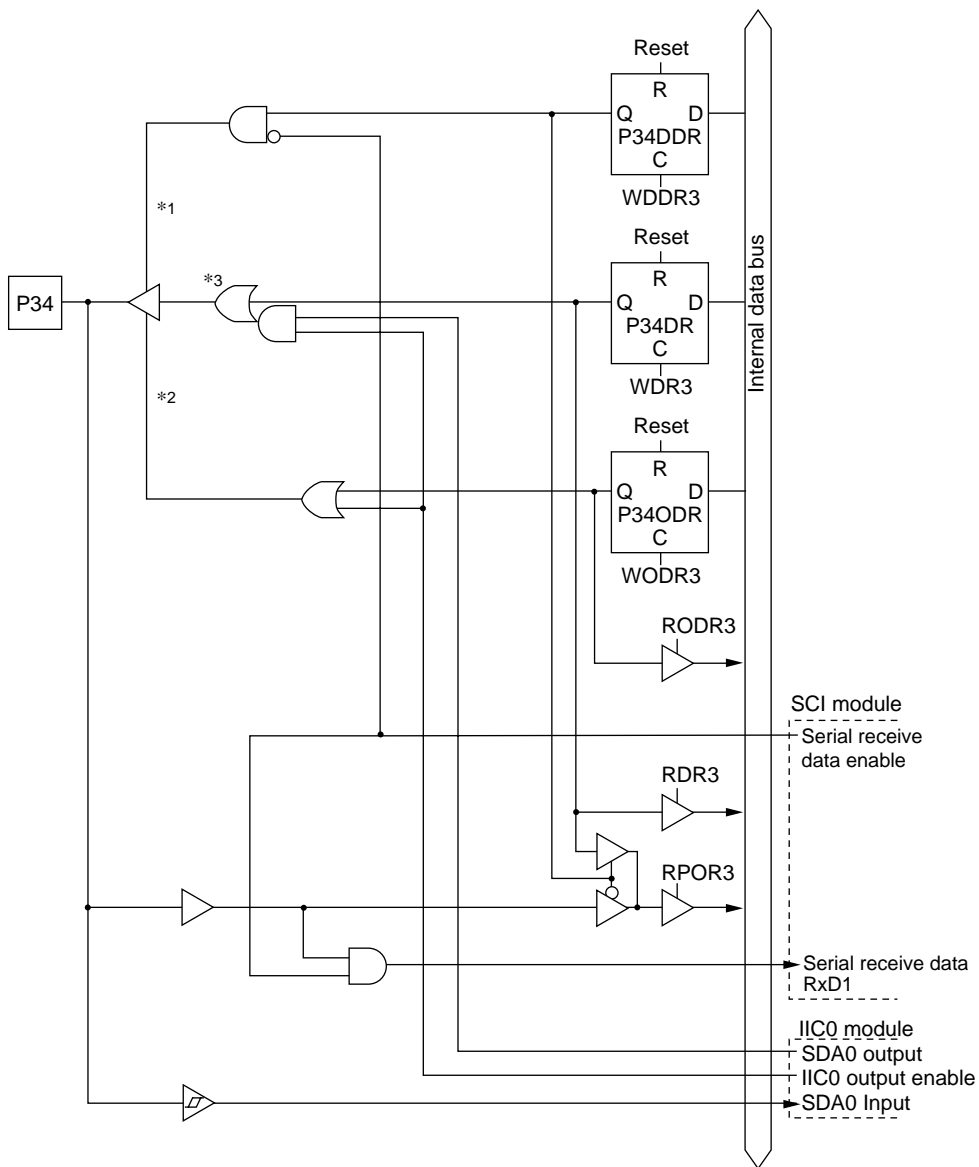 Reset
R
Q D
P34DDR
C
WDDR3
*1
Reset
R
P34
*3
Q D
P34DR
C
WDR3
Internal data bus
*2
Reset
R
Q D
P34ODR
C
WODR3
RODR3
SCI module
Serial receive
data enable
RDR3
RPOR3
Serial receive data
RxD1
IIC0 module
SDA0 output
IIC0 output enable
SDA0 Input